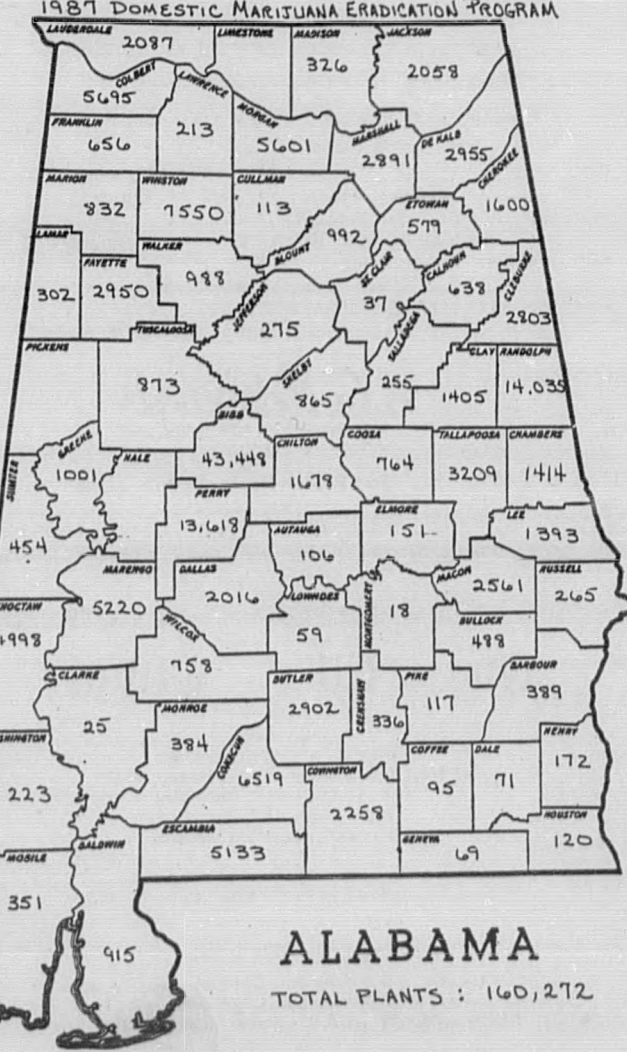 1987 DOMESTIC MARIJUANA ERADICATION PROGRAM
LAUDERDALE
2087
LIMESTONE
MADISON
326
JACKSON
2058
COLBERT
5695
LAWRENCE
213
FRANKLIN
656
MORGAN
5601
MARSHALL
2891
DE KALB
2955
CHEROKEE
1600
MARION
832
WINSTON
7550
CULLMAN
113
BLOUNT
992
ETOWAH
579
LAMAR
302
FAYETTE
2950
WALKER
988
JEFFERSON
275
ST CLAIR
37
CALHOUN
638
CLEBURNE
2803
PICKENS
TUSCALOOSA
873
SHELBY
865
TALLADEGA
255
CLAY
1405
RANDOLPH
14,035
SUMTER
454
GREENE
1001
HALE
BIBB
43,448
CHILTON
1678
COOSA
764
TALLAPOOSA
3209
CHAMBERS
1414
PERRY
13,618
AUTAUGA
106
ELMORE
151
LEE
1393
MARENGO
5220
DALLAS
2016
LOWNDES
59
MONTGOMERY
18
MACON
2561
RUSSELL
265
HOCTAW
4998
WILCOX
758
BULLOCK
488
CLARKE
25
MONROE
384
BUTLER
2902
CRENSHAW
336
PIKE
117
BARBOUR
389
SHINGTON
223
CONECUH
6519
COVINGTON
2258
COFFEE
95
DALE
71
HENRY
172
MOBILE
351
BALDWIN
915
ESCAMBIA
5133
GENEVA
69
HOUSTON
120
ALABAMA
TOTAL PLANTS : 160,272